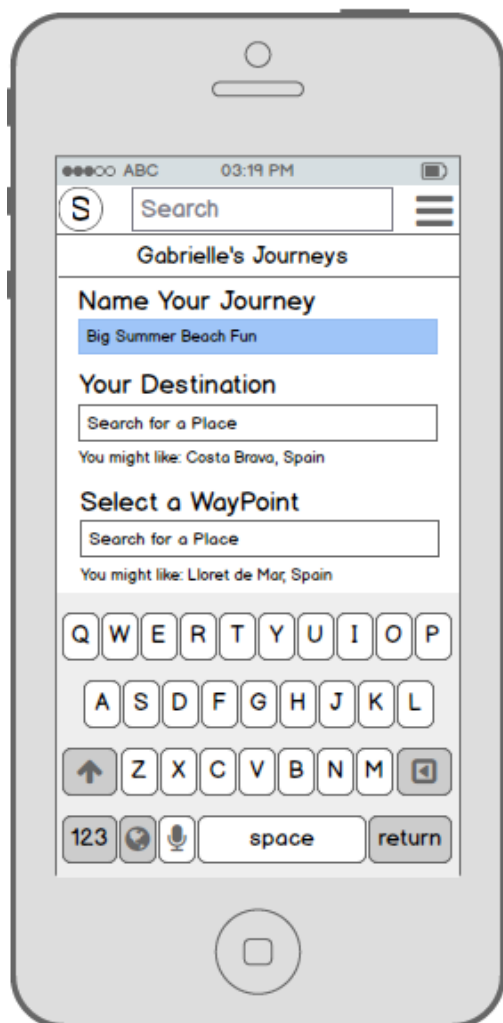 ABC 03:19 PM
S Search
Gabrielle's Journeys
Name Your Journey
Big Summer Beach Fun
Your Destination
Search for a Place
You might like: Costa Brava, Spain
Select a WayPoint
Search for a Place
You might like: Lloret de Mar, Spain
Q W E R T Y U I O P
A S D F G H J K L
Z X C V B N M
123 space return